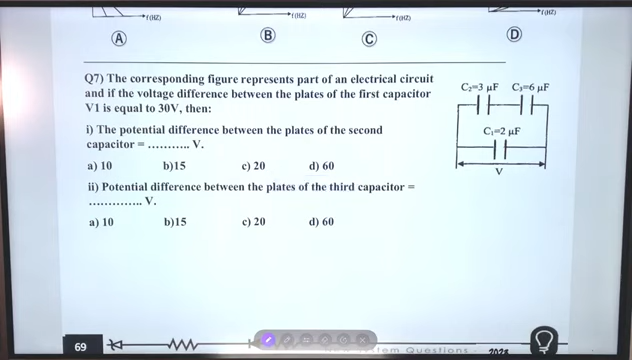 f(HZ)
f(HZ)
f(HZ)
f(HZ)
A
B
C
D
Q7) The corresponding figure represents part of an electrical circuit
and if the voltage difference between the plates of the first capacitor
V1 is equal to 30V, then:
i) The potential difference between the plates of the second
capacitor = ........... V.
a) 10 b)15 c) 20 d) 60
ii) Potential difference between the plates of the third capacitor =
.............. V.
a) 10 b)15 c) 20 d) 60
C₂=3 μF C₃=6 μF
C₁=2 μF
V
69
tem Questions 2023